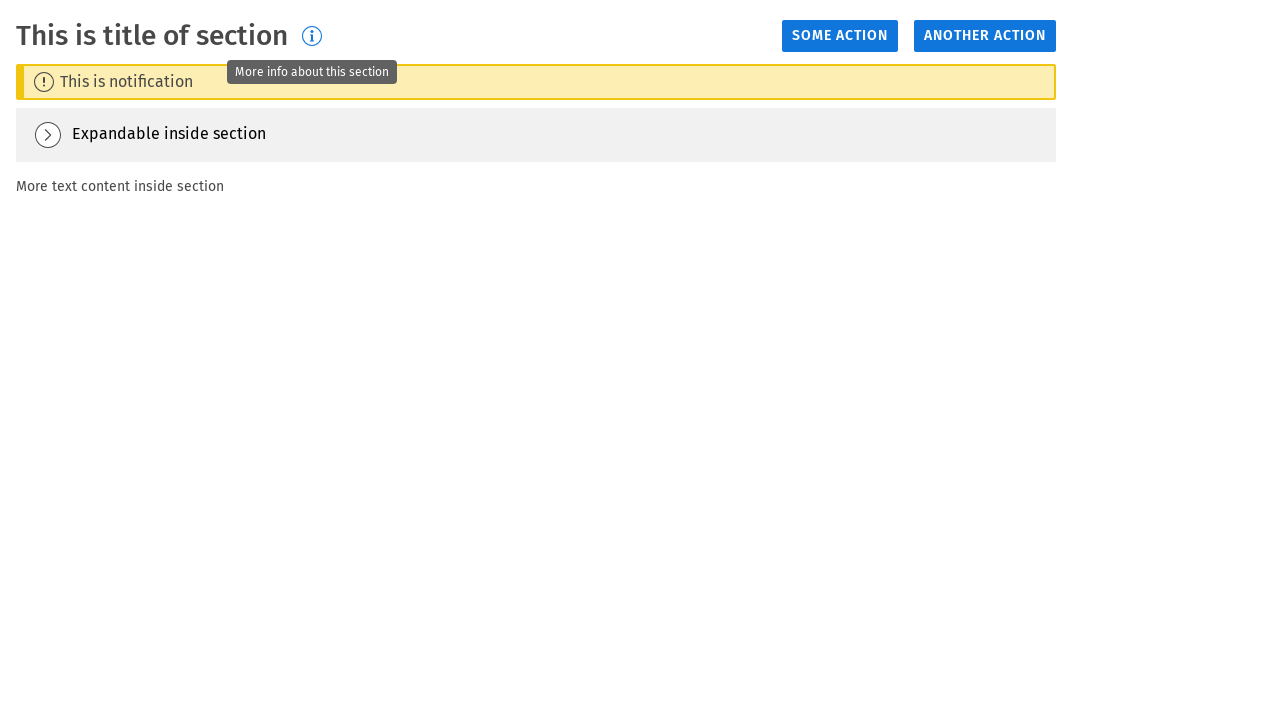 This is title of section
SOME ACTION
ANOTHER ACTION
More info about this section
This is notification
Expandable inside section
More text content inside section